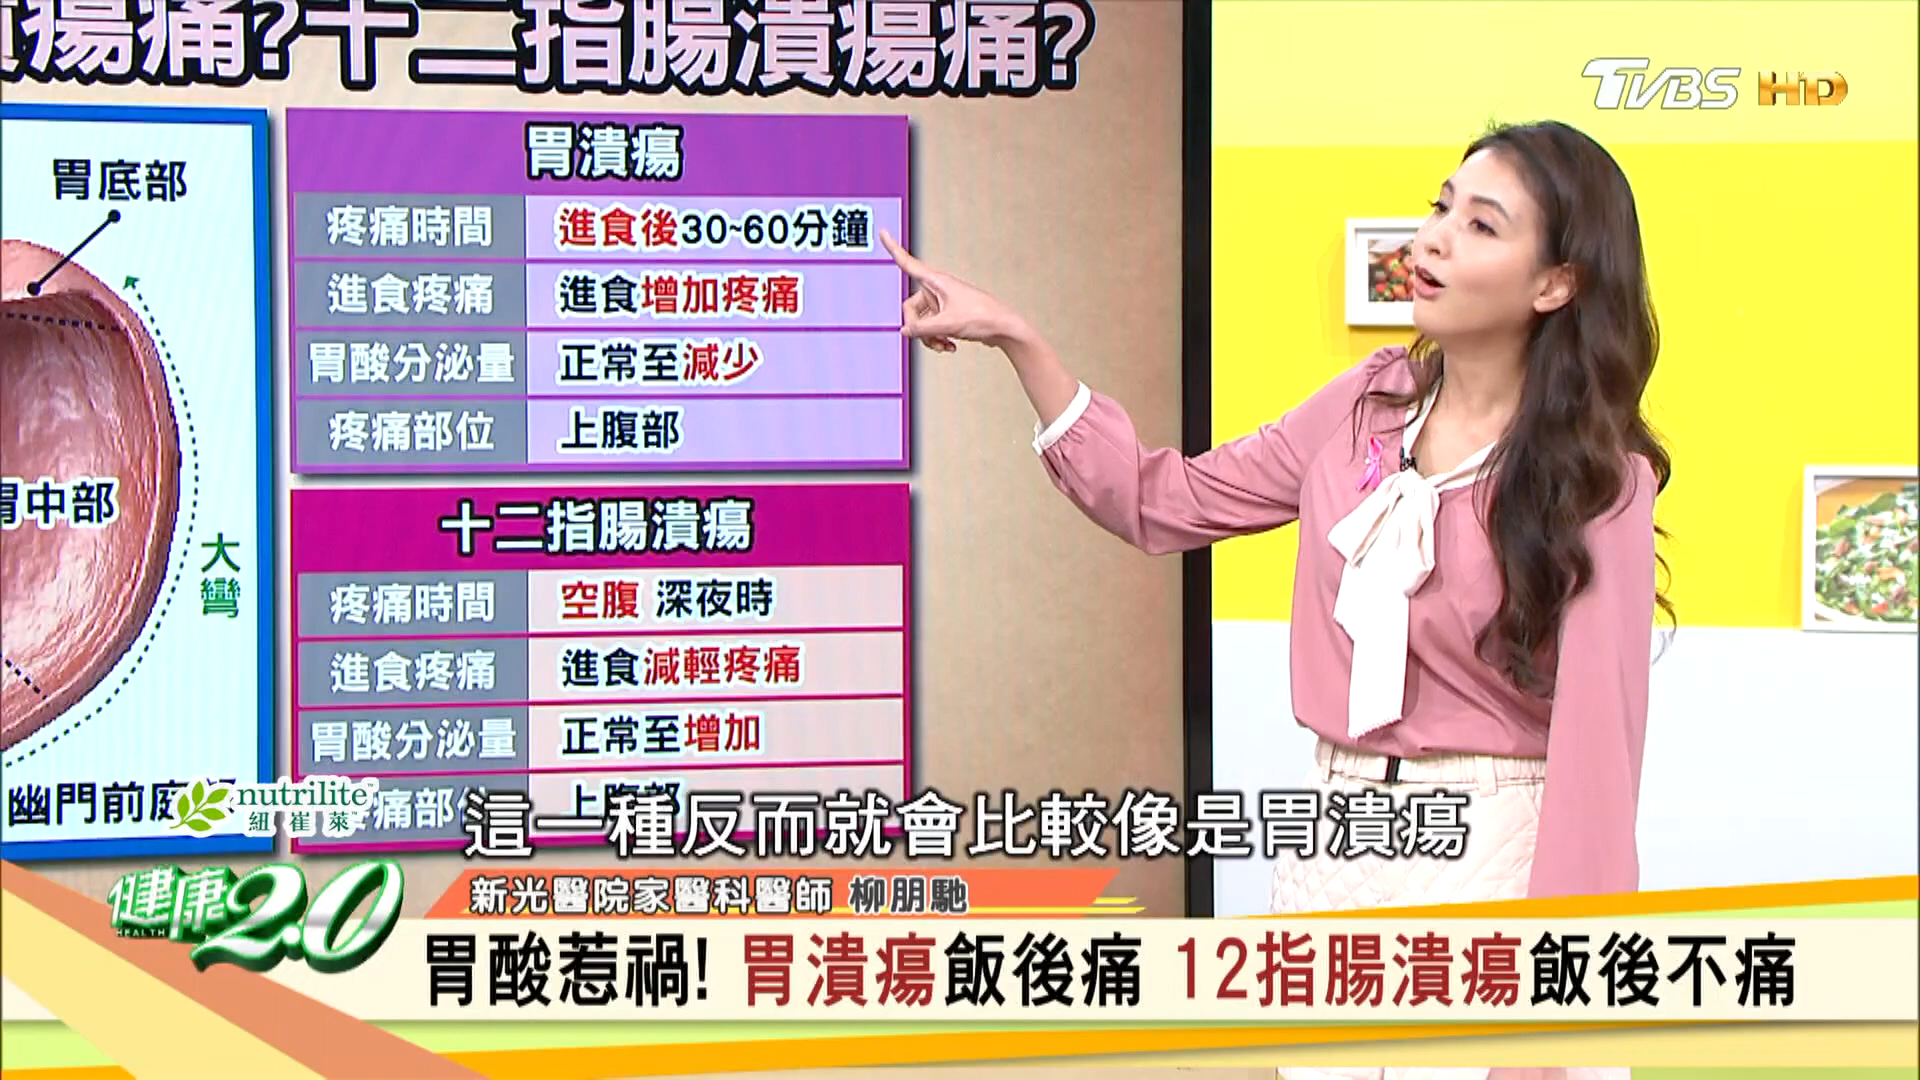 瘍痛?十二指腸潰瘍痛?
TVBS HD
胃底部
胃中部
大彎
幽門前庭
胃潰瘍
疼痛時間 進食後30~60分鐘
進食疼痛 進食增加疼痛
胃酸分泌量 正常至減少
疼痛部位 上腹部
十二指腸潰瘍
疼痛時間 空腹 深夜時
進食疼痛 進食減輕疼痛
胃酸分泌量 正常至增加
疼痛部位 上腹部
nutrilite
紐崔萊
這一種反而就會比較像是胃潰瘍
健康2.0
HEALTH
新光醫院家醫科醫師 柳朋馳
胃酸惹禍! 胃潰瘍飯後痛 12指腸潰瘍飯後不痛